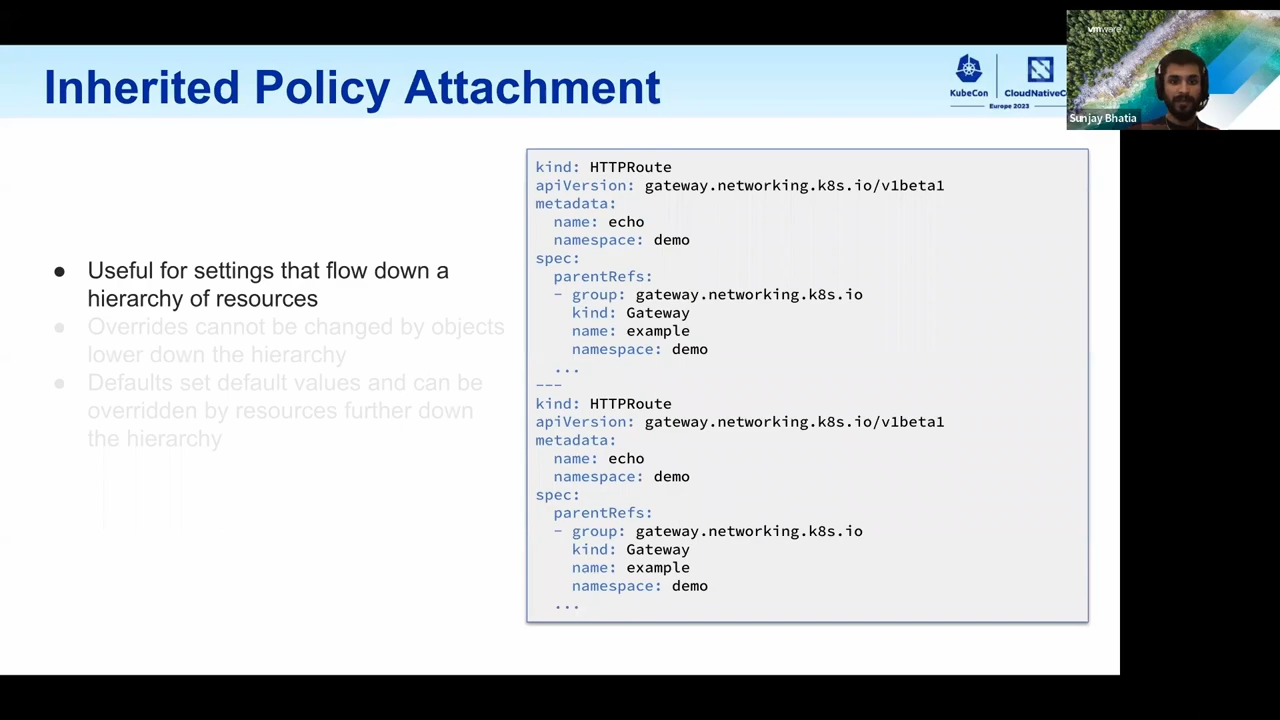 Inherited Policy Attachment
KubeCon
CloudNativeC
Europe 2023
vmware
Sunjay Bhatia
● Useful for settings that flow down a
hierarchy of resources
● Overrides cannot be changed by objects
lower down the hierarchy
● Defaults set default values and can be
overridden by resources further down
the hierarchy
kind: HTTPRoute
apiVersion: gateway.networking.k8s.io/v1beta1
metadata:
  name: echo
  namespace: demo
spec:
  parentRefs:
  - group: gateway.networking.k8s.io
    kind: Gateway
    name: example
    namespace: demo
  ...
---
kind: HTTPRoute
apiVersion: gateway.networking.k8s.io/v1beta1
metadata:
  name: echo
  namespace: demo
spec:
  parentRefs:
  - group: gateway.networking.k8s.io
    kind: Gateway
    name: example
    namespace: demo
  ...